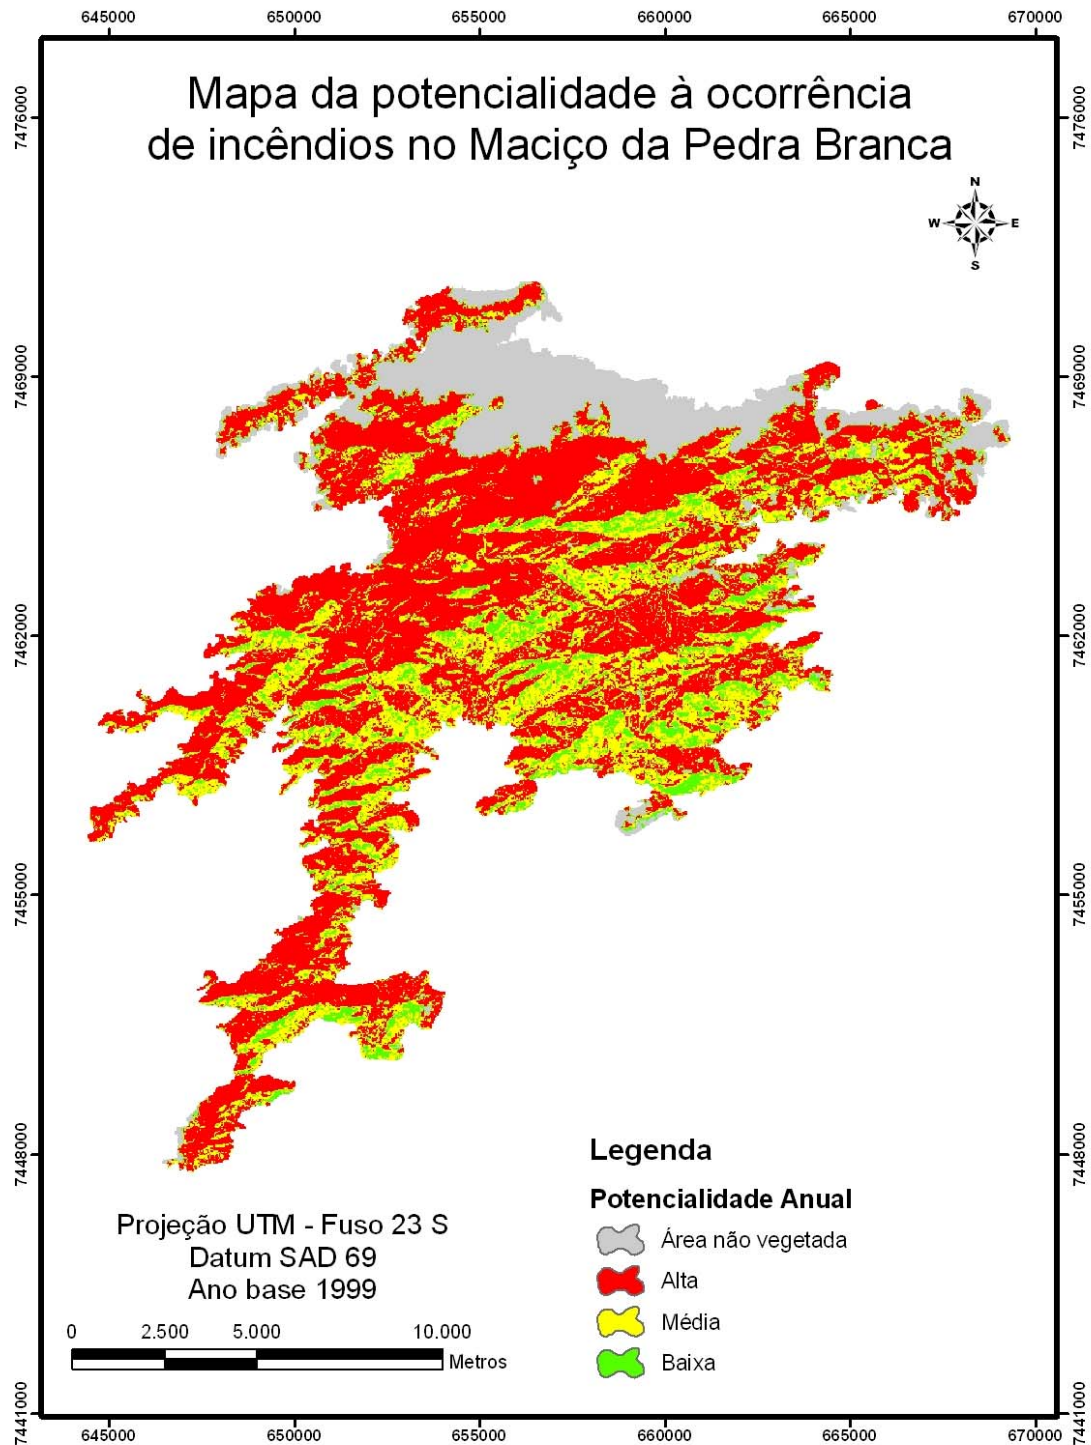 645000 650000 655000 660000 665000 670000
Mapa da potencialidade à ocorrência
de incêndios no Maciço da Pedra Branca
N
W E
S
7476000 7476000
7469000 7469000
7462000 7462000
7455000 7455000
7448000 7448000
7441000 7441000
Legenda
Potencialidade Anual
Área não vegetada
Alta
Média
Baixa
Projeção UTM - Fuso 23 S
Datum SAD 69
Ano base 1999
0 2.500 5.000 10.000
Metros
645000 650000 655000 660000 665000 670000